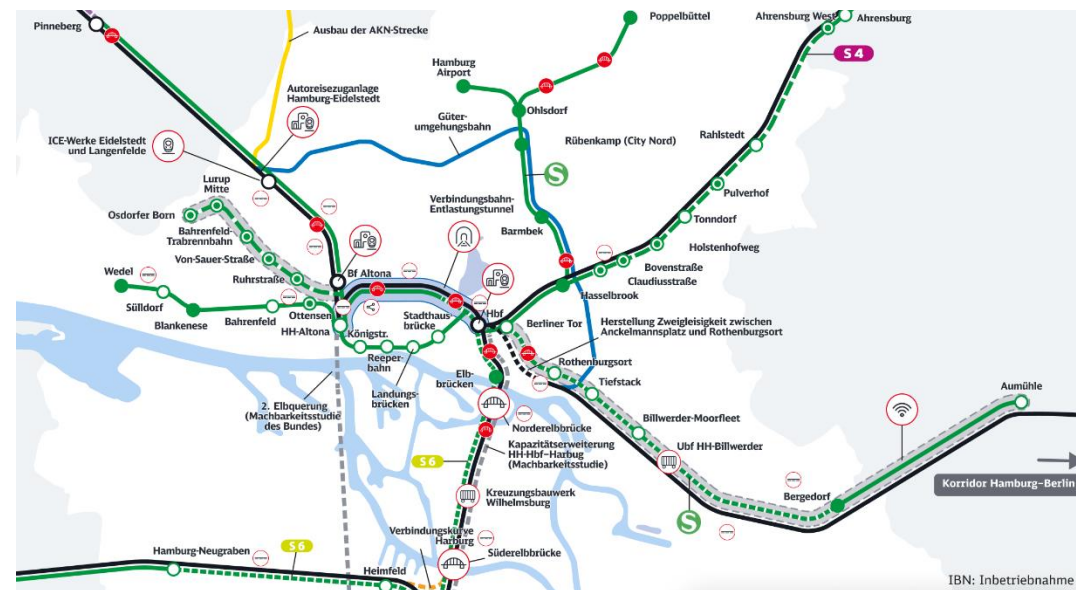 Pinneberg
Ausbau der AKN-Strecke
Poppelbüttel
Ahrensburg West
Ahrensburg
S 4
Hamburg
Airport
Autoreisezuganlage
Hamburg-Eidelstedt
Ohlsdorf
Güter-
umgehungsbahn
Rübenkamp (City Nord)
Rahlstedt
ICE-Werke Eidelstedt
und Langenfelde
S
Lurup
Mitte
Verbindungsbahn-
Entlastungstunnel
Pulverhof
Osdorfer Born
Barmbek
Tonndorf
Bahrenfeld-
Trabrennbahn
Holstenhofweg
Von-Sauer-Straße
Bovenstraße
Claudiusstraße
Bf Altona
Wedel
Ruhrstraße
Hasselbrook
Sülldorf
Ottensen
Stadthaus
brücke
Hbf
Berliner Tor
Herstellung Zweigleisigkeit zwischen
Anckelmannsplatz und Rothenburgsort
Blankenese
Bahrenfeld
HH-Altona
Königstr.
Reeper-
bahn
Landungs-
brücken
Elb-
brücken
Rothenburgsort
Tiefstack
Aumühle
2. Elbquerung
(Machbarkeitsstudie
des Bundes)
Norderelbbrücke
Billwerder-Moorfleet
Kapazitätserweiterung
HH-Hbf–Harbug
(Machbarkeitsstudie)
Ubf HH-Billwerder
S 6
Korridor Hamburg–Berlin
Kreuzungsbauwerk
Wilhelmsburg
Bergedorf
S
Verbindungskurve
Harburg
S 6
Hamburg-Neugraben
Süderelbbrücke
Heimfeld
IBN: Inbetriebnahme